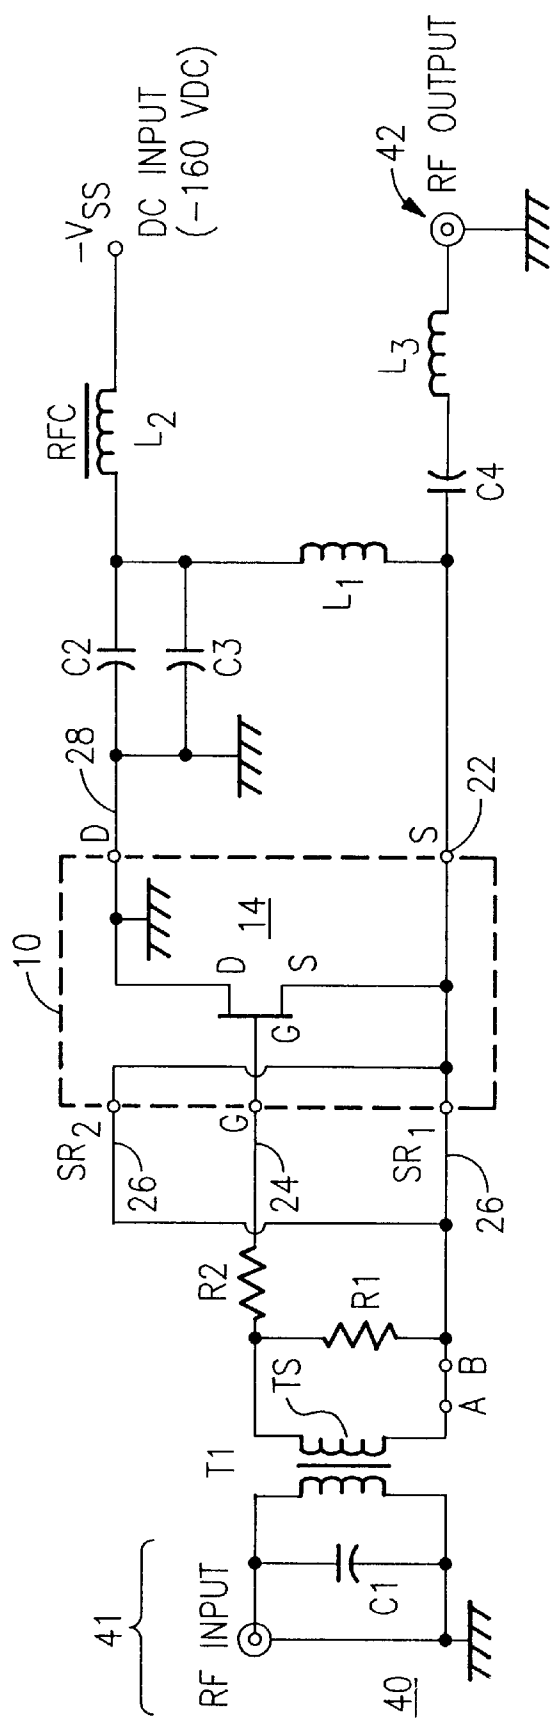 41
RF INPUT
40
C1
T1
TS
A
B
R1
R2
SR2
26
G
24
SR1
26
10
G
D
S
14
D
28
S
22
C2
C3
L1
RFC
L2
-VSS
DC INPUT
(-160 VDC)
C4
L3
42
RF OUTPUT